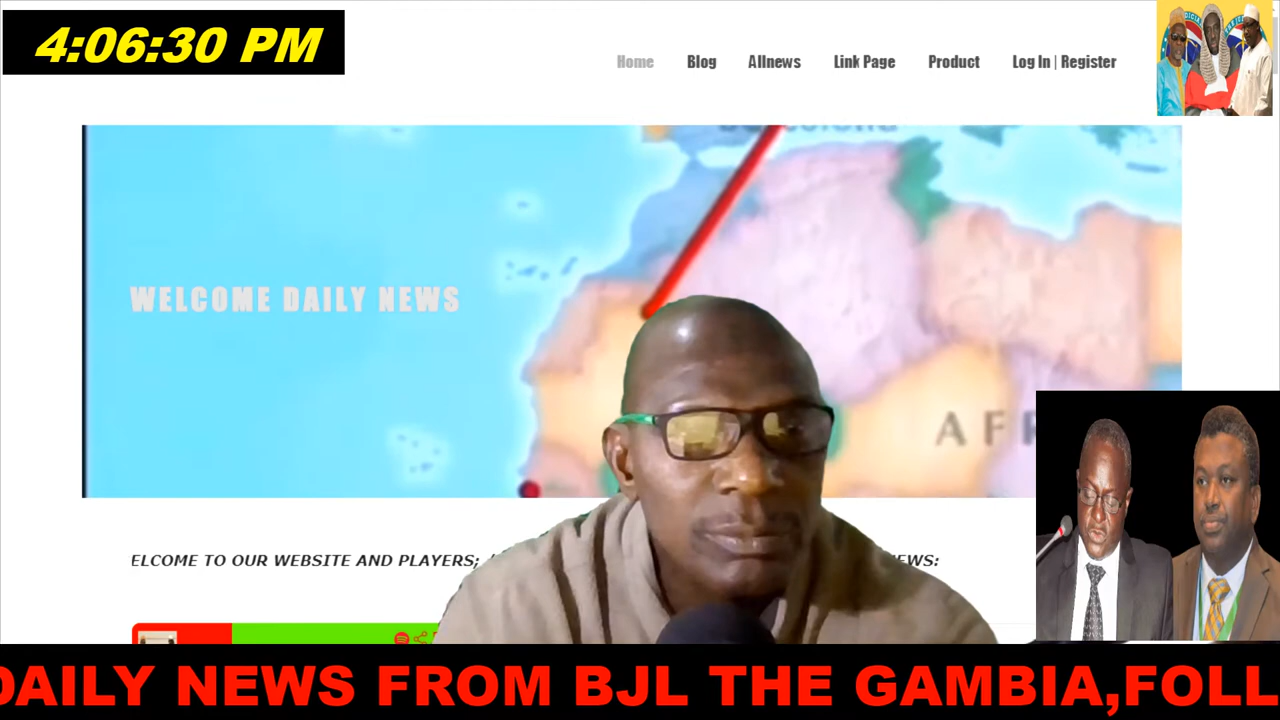 4:06:30 PM
Home Blog Allnews Link Page Product Log In | Register
WELCOME DAILY NEWS
ELCOME TO OUR WEBSITE AND PLAYERS;
EWS:
AFR
DAILY NEWS FROM BJL THE GAMBIA,FOLL